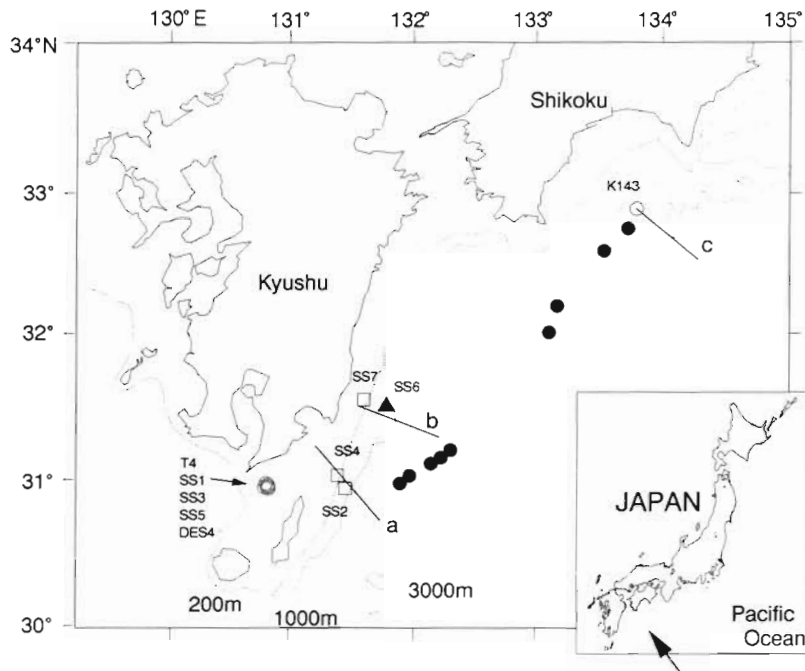 130°E 131° 132° 133° 134° 135°
34°N
Shikoku
33°
K143
c
Kyushu
32°
SS7
SS6
b
SS4
T4
SS1
SS3
SS5
DES4
31°
SS2
a
JAPAN
200m
1000m
3000m
Pacific
Ocean
30°